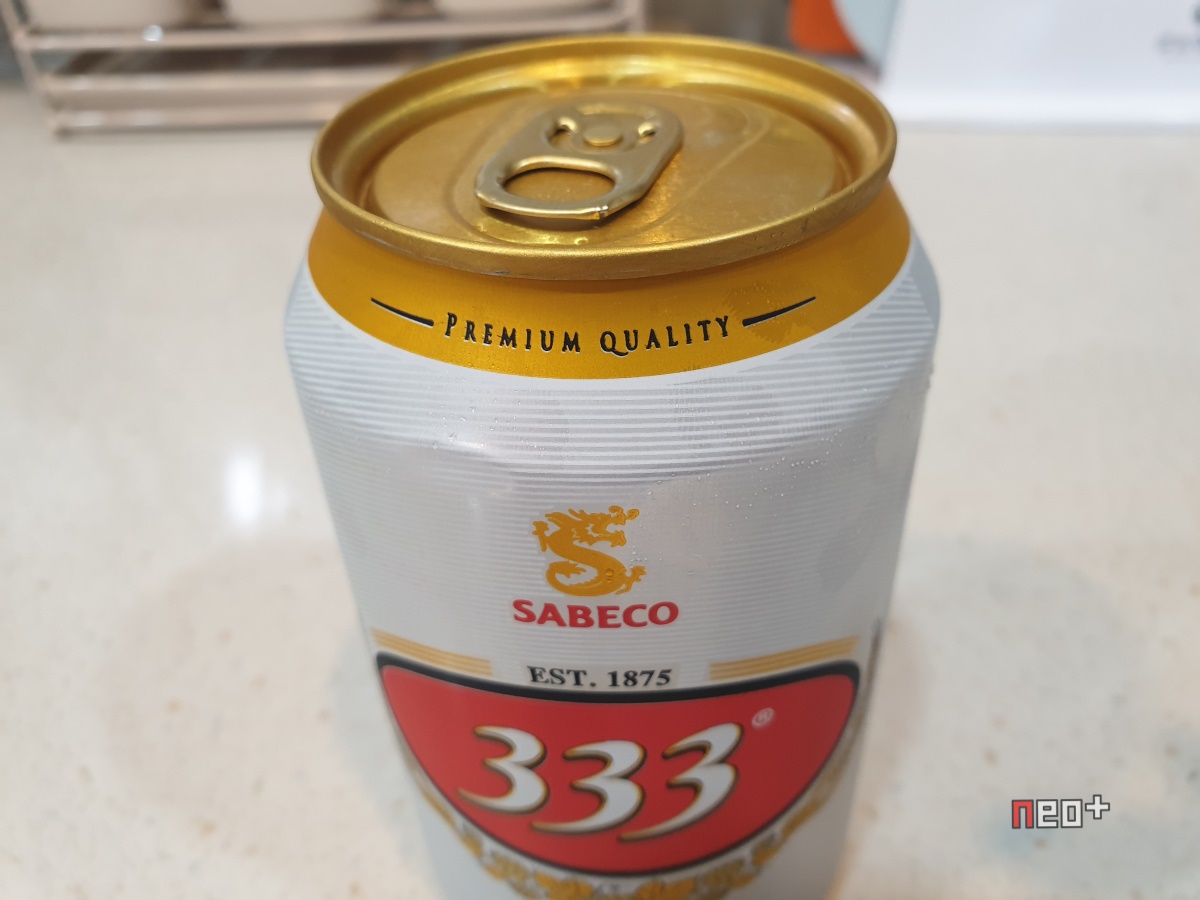 PREMIUM QUALITY
SABECO
EST. 1875
333®
neo+